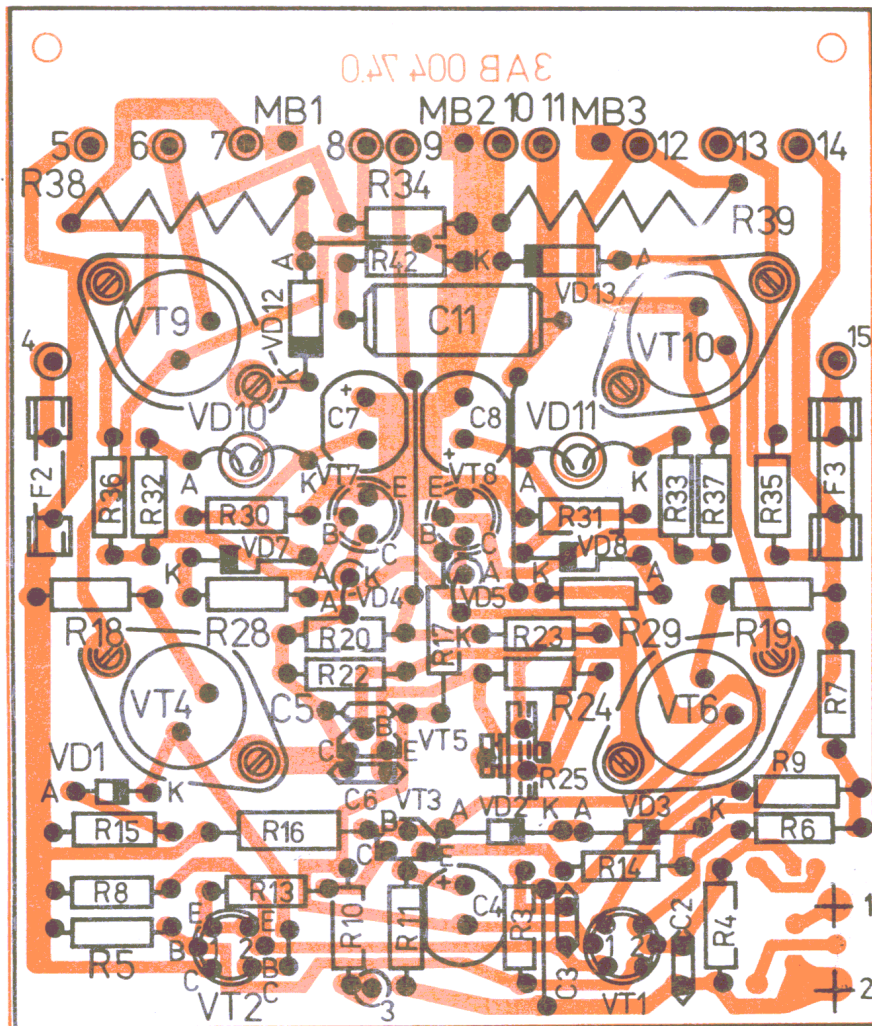 3AB 004 74.0
MB1 MB2 10 11 MB3
5 6 7 8 9 12 13 14
R38 R34 R39
A R42 K A
VD12 VD13
VT9 C11 VT10
4 15
K
VD10 C7 + C8 VD11
+
VT7 VT8
F2 R36 R32 A K E E A K R33 R37 R35 F3
R30 B B R31
C C
K VD7 A K A K VD8 A
A VD4 VD5
R18 R28 R20 R17 K R23 R29 R19
R22 R24 R7
VT4 C5 VT6
B VT5
C E R25
VD1 C6 R9
A K VT3 A VD2 K A VD3 K
R15 R16 B R6
C E R14
R8 R13 +
E E R10 R11 C4 R3 C2 R4 1
R5 B 2 1 2
C B C3
VT2 C 3 VT1 2